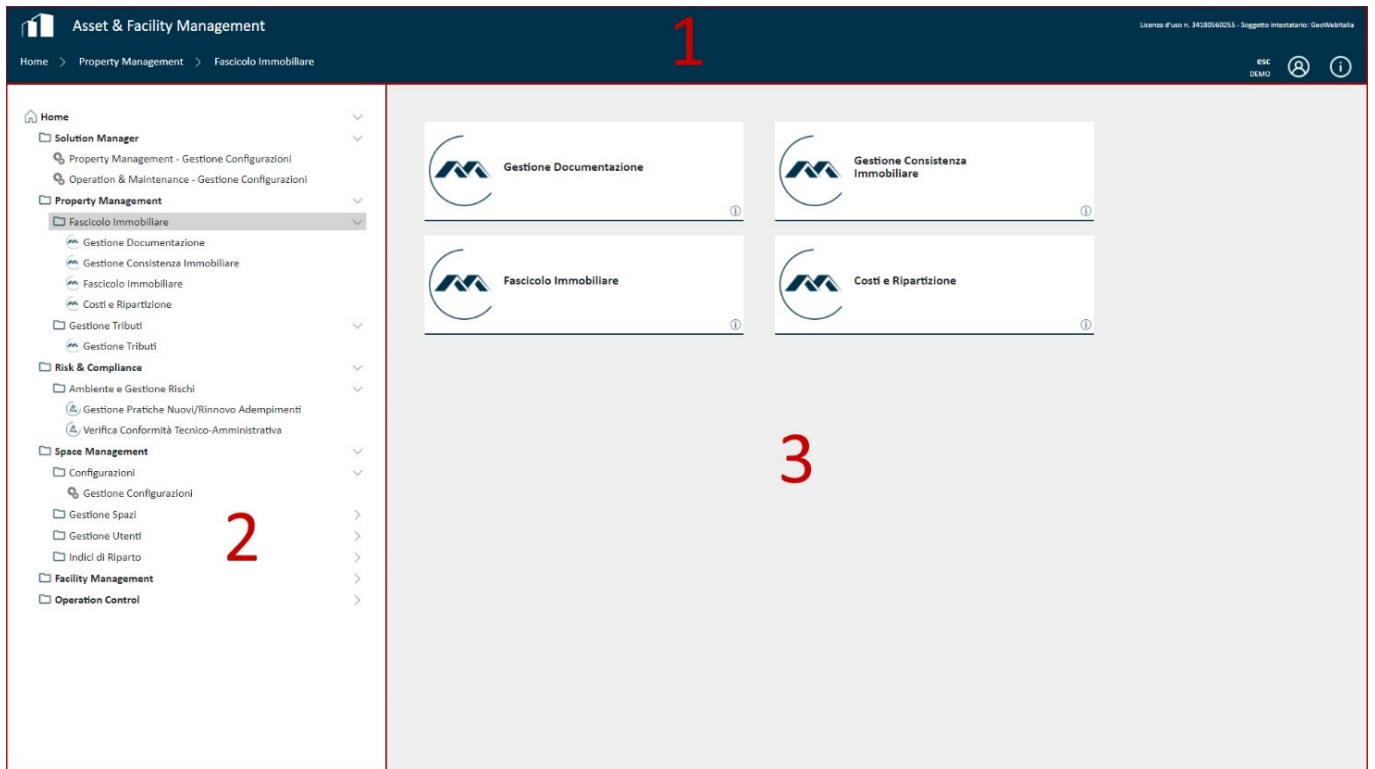 Asset & Facility Management
1
Licenza d'uso n. 34180560255 - Soggetto intestatario: GeoWebItalia
Home > Property Management > Fascicolo Immobiliare
esc
DEMO
Home
Solution Manager
Property Management - Gestione Configurazioni
Operation & Maintenance - Gestione Configurazioni
Property Management
Fascicolo Immobiliare
Gestione Documentazione
Gestione Consistenza Immobiliare
Fascicolo Immobiliare
Costi e Ripartizione
Gestione Tributi
Gestione Tributi
Risk & Compliance
Ambiente e Gestione Rischi
Gestione Pratiche Nuovi/Rinnovo Adempimenti
Verifica Conformità Tecnico-Amministrativa
Space Management
Configurazioni
Gestione Configurazioni
Gestione Spazi
Gestione Utenti
Indici di Riparto
Facility Management
Operation Control
2
Gestione Documentazione
Gestione Consistenza
Immobiliare
Fascicolo Immobiliare
Costi e Ripartizione
3